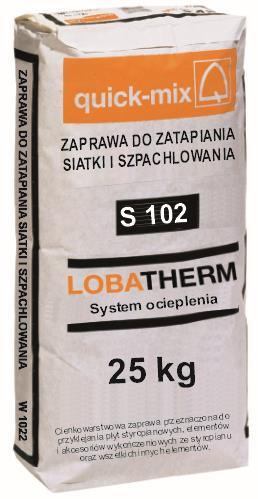 quick-mix
ZAPRAWA DO ZATAPIANIA
SIATKI I SZPACHLOWANIA
S 102
LOBATHERM
System ocieplenia
25 kg
Cienkowarstwowa zaprawa przeznaczona do
przyklejania płyt styropianowych, elementów
i akcesoriów wykończeniowych ze styropianu
oraz wszelkich innych elementów.
ZAPRAWA DO ZATAPIANIA
ZATAPIANIA SIATKI I
SZPACHLOWANIA
W 1022